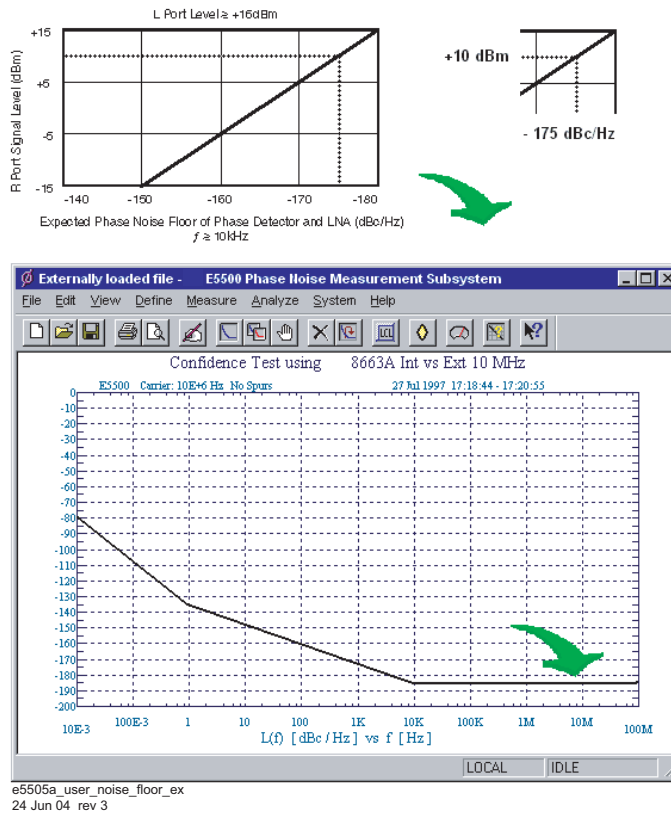 L Port Level ≥ +15dBm
+15
+5
-5
-15
R Port Signal Level (dBm)
-140 -150 -160 -170 -180
Expected Phase Noise Floor of Phase Detector and LNA (dBc/Hz)
f ≥ 10kHz
+10 dBm
- 175 dBc/Hz
Externally loaded file - E5500 Phase Noise Measurement Subsystem
File Edit View Define Measure Analyze System Help
Confidence Test using 8663A Int vs Ext 10 MHz
E5500 Carrier: 10E+6 Hz No Spurs 27 Jul 1997 17:18:44 - 17:20:55
0
-10
-20
-30
-40
-50
-60
-70
-80
-90
-100
-110
-120
-130
-140
-150
-160
-170
-180
-190
-200
10E-3 100E-3 1 10 100 1K 10K 100K 1M 10M 100M
L(f) [ dBc / Hz ] vs f [ Hz ]
LOCAL IDLE
e5505a_user_noise_floor_ex
24 Jun 04 rev 3